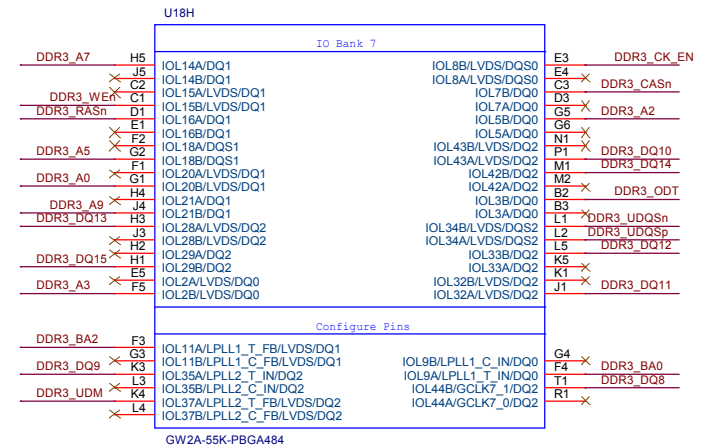 U18H
IO Bank 7
DDR3_A7 H5 IOL14A/DQ1 IOL8B/LVDS/DQS0 E3 DDR3_CK_EN
J5 IOL14B/DQ1 IOL8A/LVDS/DQS0 E4
C2 IOL15A/LVDS/DQ1 IOL7B/DQ0 C3 DDR3_CASn
DDR3_WEn C1 IOL15B/LVDS/DQ1 IOL7A/DQ0 D3
DDR3_RASn D1 IOL16A/DQ1 IOL5B/DQ0 G5 DDR3_A2
E1 IOL16B/DQ1 IOL5A/DQ0 G6
F2 IOL18A/DQS1 IOL43B/LVDS/DQ2 N1
DDR3_A5 G2 IOL18B/DQS1 IOL43A/LVDS/DQ2 P1 DDR3_DQ10
F1 IOL20A/LVDS/DQ1 IOL42B/DQ2 M1 DDR3_DQ14
DDR3_A0 G1 IOL20B/LVDS/DQ1 IOL42A/DQ2 M2
H4 IOL21A/DQ1 IOL3B/DQ0 B2 DDR3_ODT
DDR3_A9 J4 IOL21B/DQ1 IOL3A/DQ0 B3
DDR3_DQ13 H3 IOL28A/LVDS/DQ2 IOL34B/LVDS/DQS2 L1 DDR3_UDQSn
J3 IOL28B/LVDS/DQ2 IOL34A/LVDS/DQS2 L2 DDR3_UDQSp
H2 IOL29A/DQ2 IOL33B/DQ2 L5 DDR3_DQ12
DDR3_DQ15 H1 IOL29B/DQ2 IOL33A/DQ2 K5
E5 IOL2A/LVDS/DQ0 IOL32B/LVDS/DQ2 K1
DDR3_A3 F5 IOL2B/LVDS/DQ0 IOL32A/LVDS/DQ2 J1 DDR3_DQ11
Configure Pins
DDR3_BA2 F3 IOL11A/LPLL1_T_FB/LVDS/DQ1
G3 IOL11B/LPLL1_C_FB/LVDS/DQ1 IOL9B/LPLL1_C_IN/DQ0 G4
DDR3_DQ9 K3 IOL35A/LPLL2_T_IN/DQ2 IOL9A/LPLL1_T_IN/DQ0 F4 DDR3_BA0
L3 IOL35B/LPLL2_C_IN/DQ2 IOL44B/GCLK7_1/DQ2 T1 DDR3_DQ8
DDR3_UDM K4 IOL37A/LPLL2_T_FB/LVDS/DQ2 IOL44A/GCLK7_0/DQ2 R1
L4 IOL37B/LPLL2_C_FB/LVDS/DQ2
GW2A-55K-PBGA484